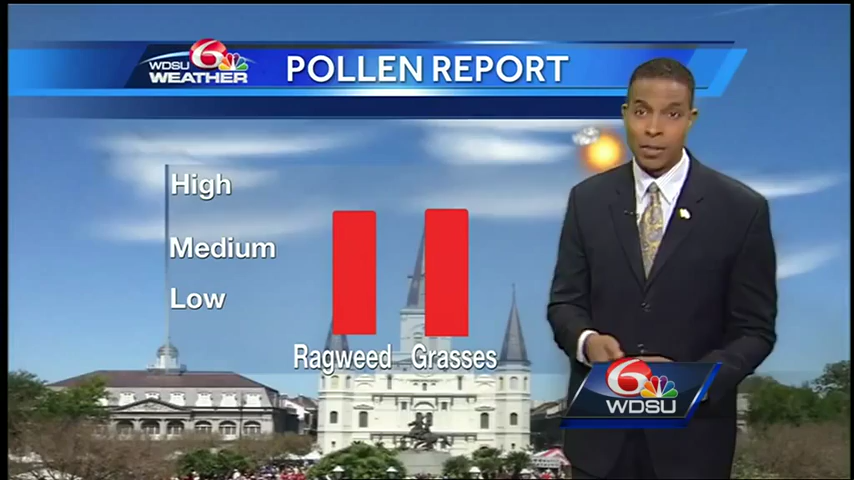 WDSU 6
WEATHER
POLLEN REPORT
High
Medium
Low
Ragweed Grasses
6
WDSU